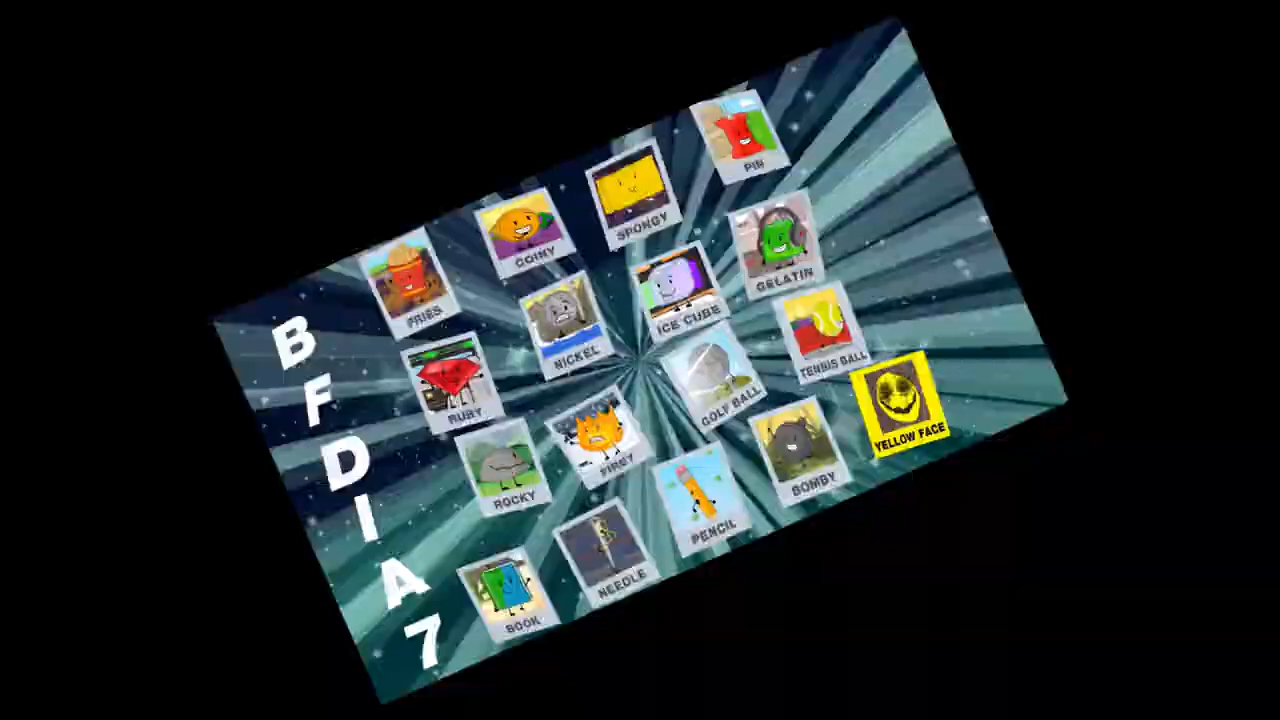 B
F
D
I
A
7
FRIES
COINY
SPONGY
PIN
RUBY
NICKEL
ICE CUBE
GELATIN
ROCKY
FIREY
GOLF BALL
TENNIS BALL
BOOK
NEEDLE
PENCIL
BOMBY
YELLOW FACE